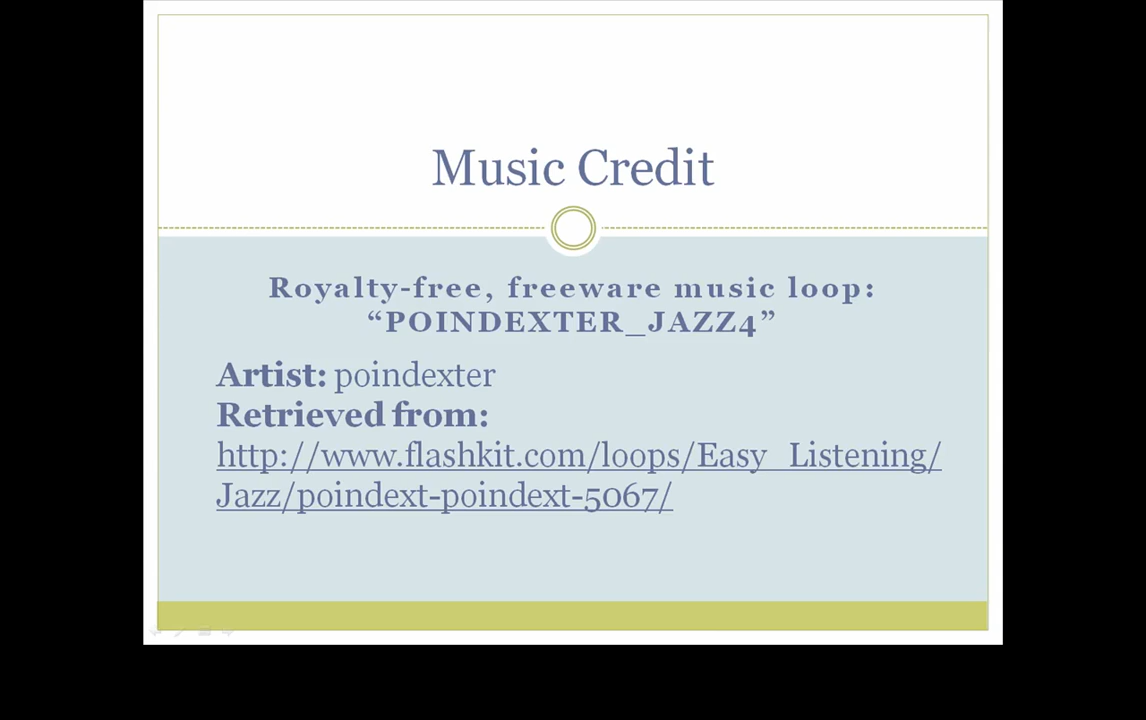 Music Credit
Royalty-free, freeware music loop:
“POINDEXTER_JAZZ4”
Artist: poindexter
Retrieved from:
http://www.flashkit.com/loops/Easy_Listening/
Jazz/poindext-poindext-5067/